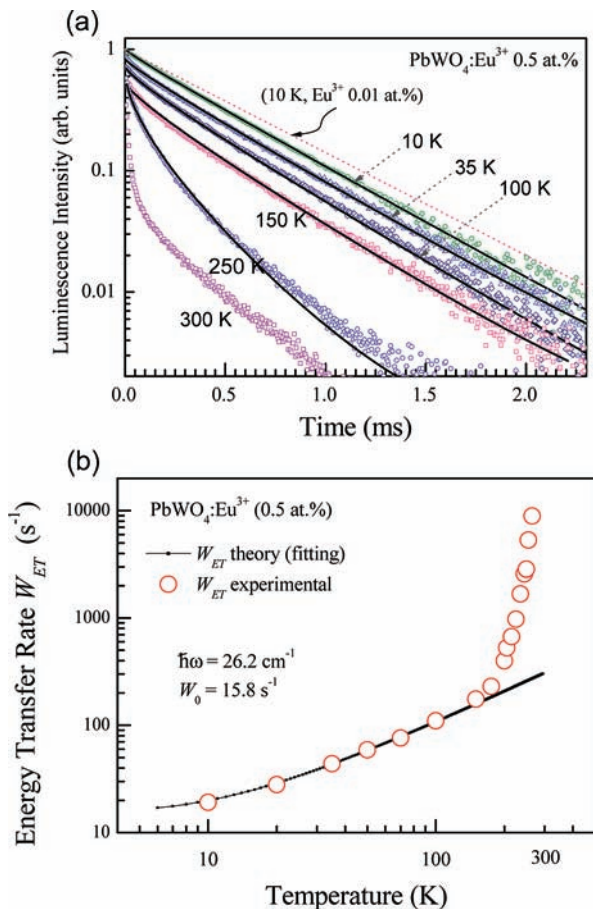 (a)
1
0.1
0.01
Luminescence Intensity (arb. units)
PbWO₄:Eu³⁺ 0.5 at.%
(10 K, Eu³⁺ 0.01 at.%)
10 K
35 K
100 K
150 K
250 K
300 K
0.0 0.5 1.0 1.5 2.0
Time (ms)
(b)
10000
1000
100
10
Energy Transfer Rate W_ET (s⁻¹)
PbWO₄:Eu³⁺ (0.5 at.%)
W_ET theory (fitting)
W_ET experimental
ħω = 26.2 cm⁻¹
W₀ = 15.8 s⁻¹
10 100 300
Temperature (K)